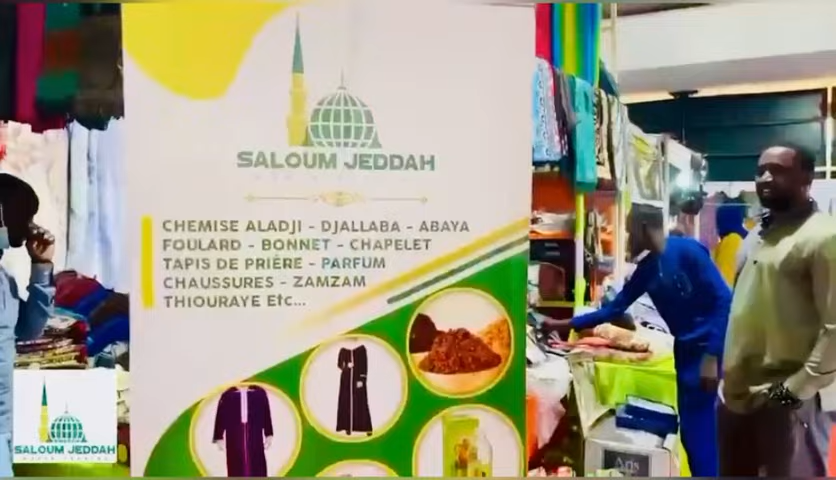 SALOUM JEDDAH
CHEMISE ALADJI - DJALLABA - ABAYA
FOULARD - BONNET - CHAPELET
TAPIS DE PRIÈRE - PARFUM
CHAUSSURES - ZAMZAM
THIOURAYE Etc...
SALOUM JEDDAH